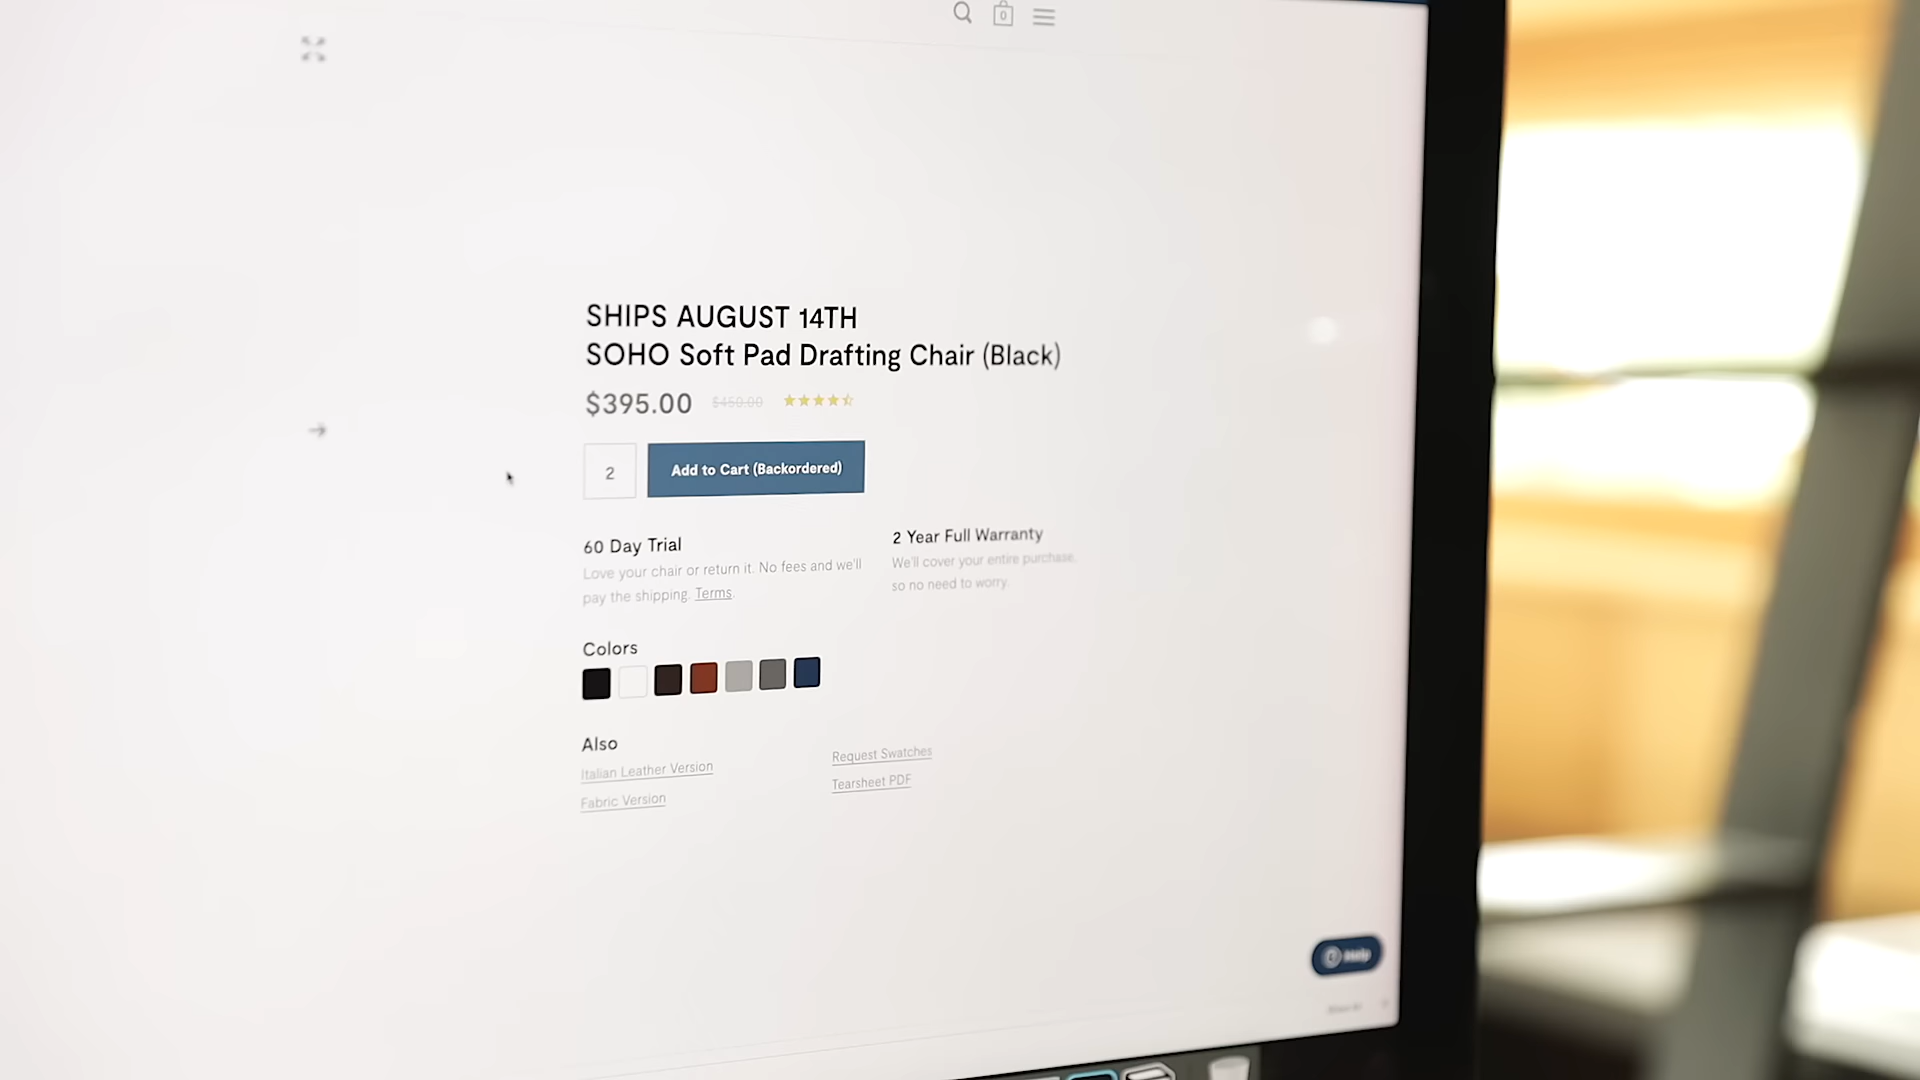 0
SHIPS AUGUST 14TH
SOHO Soft Pad Drafting Chair (Black)
$395.00 $450.00
2 Add to Cart (Backordered)
60 Day Trial
Love your chair or return it. No fees and we'll
pay the shipping. Terms
2 Year Full Warranty
We'll cover your entire purchase,
so no need to worry.
Colors
Also
Italian Leather Version
Fabric Version
Request Swatches
Tearsheet PDF
Help